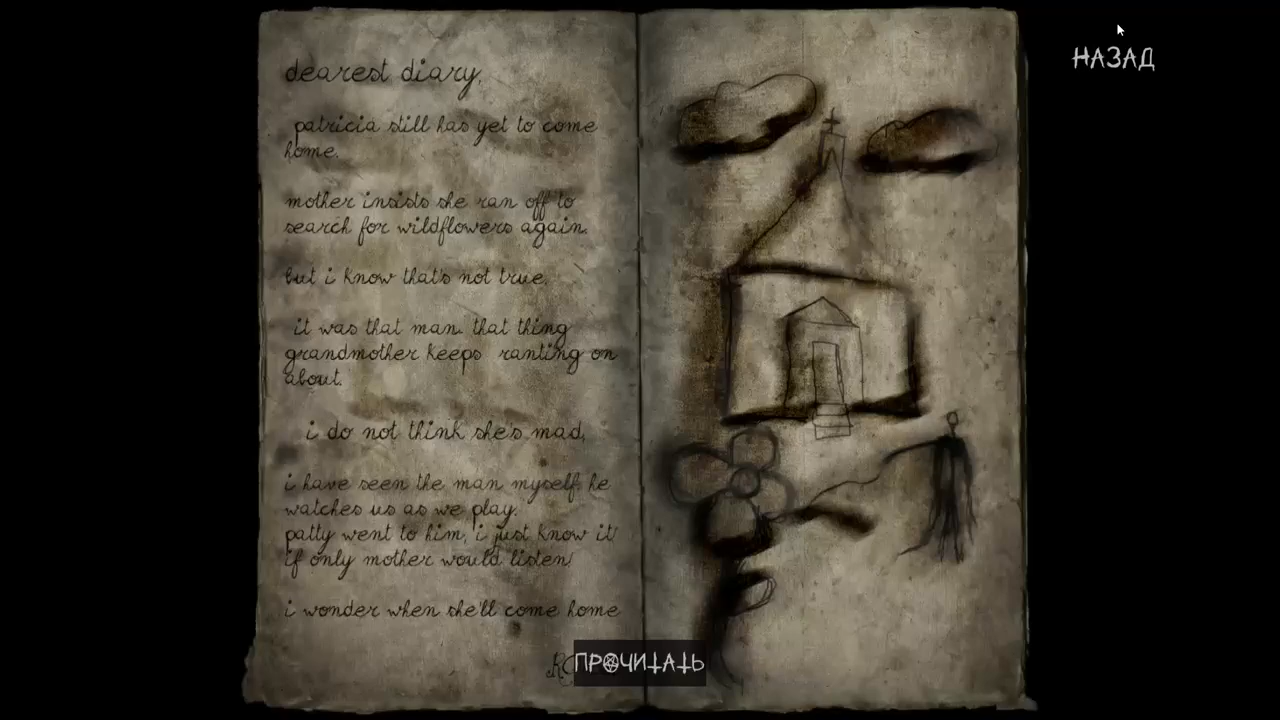 dearest diary,
patricia still has yet to come
home.
mother insists she ran off to
search for wildflowers again.
but i know that's not true.
it was that man. that thing
grandmother keeps ranting on
about.
i do not think she's mad,
i have seen the man myself. he
watches us as we play.
patty went to him, i just know it!
if only mother would listen!
i wonder when she'll come home
НАЗАД
ПРОЧИТАТЬ